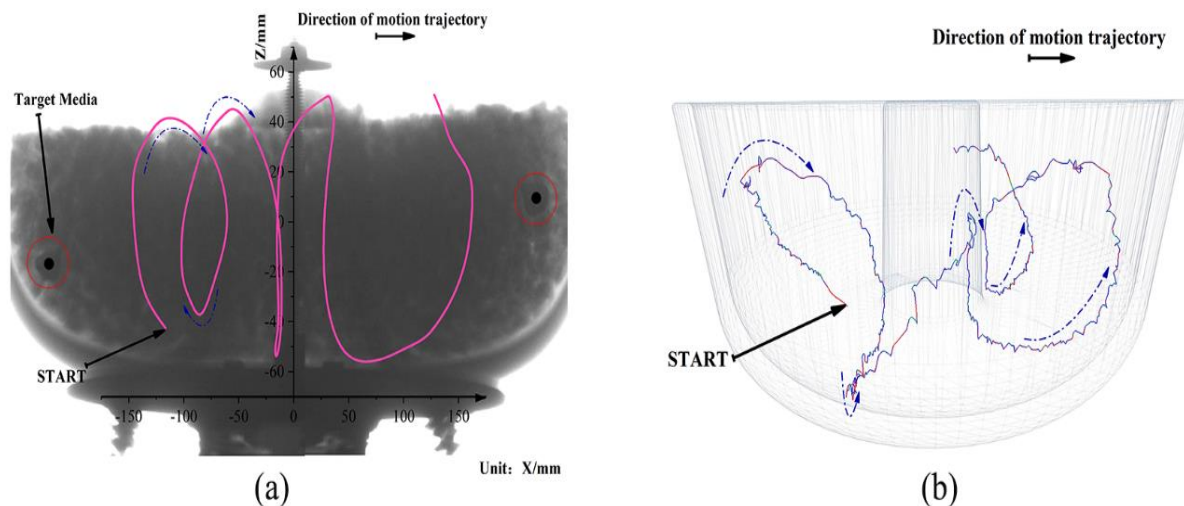 Direction of motion trajectory
Z/mm
60
40
20
0
-20
-40
-60
Target Media
START
-150
-100
-50
0
50
100
150
Unit: X/mm
(a)
Direction of motion trajectory
START
(b)